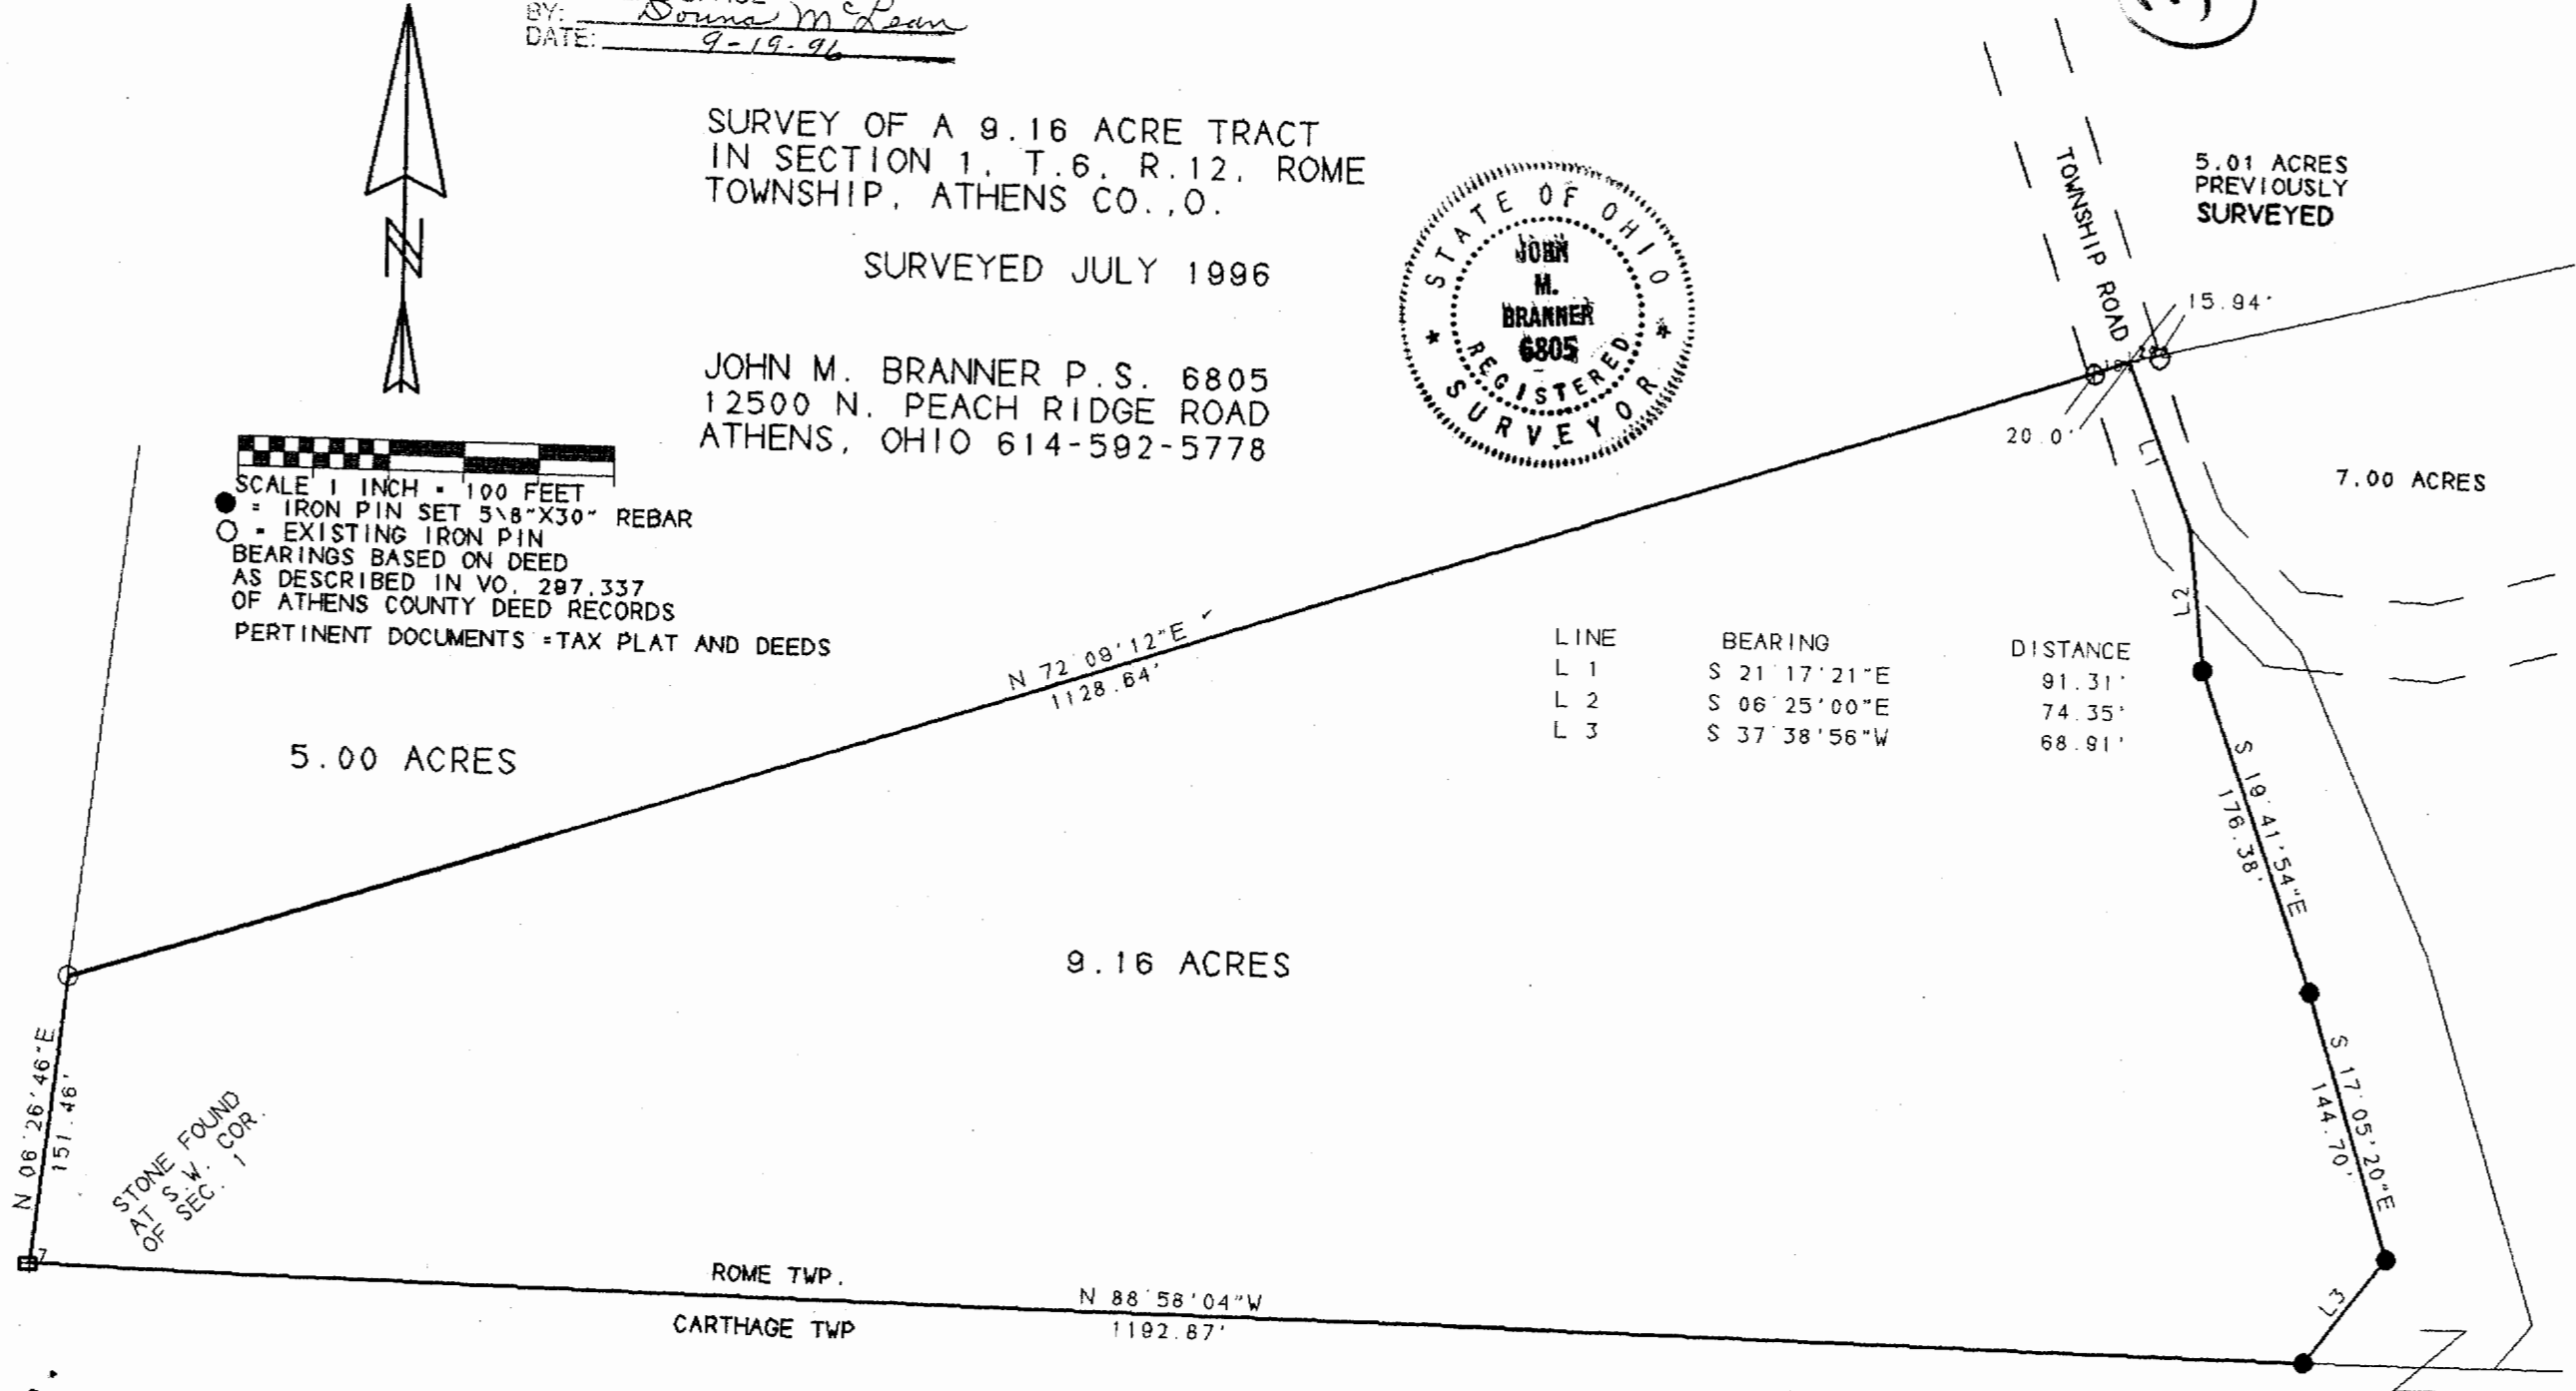 BY: Donna McLean
DATE: 9-19-96
SURVEY OF A 9.16 ACRE TRACT
IN SECTION 1, T.6, R.12, ROME
TOWNSHIP, ATHENS CO.,O.
SURVEYED JULY 1996
JOHN M. BRANNER P.S. 6805
12500 N. PEACH RIDGE ROAD
ATHENS, OHIO 614-592-5778
STATE OF OHIO
JOHN
M.
BRANNER
6805
REGISTERED
SURVEYOR
N
SCALE 1 INCH = 100 FEET
= IRON PIN SET 5\8"X30" REBAR
= EXISTING IRON PIN
BEARINGS BASED ON DEED
AS DESCRIBED IN VO. 287,337
OF ATHENS COUNTY DEED RECORDS
PERTINENT DOCUMENTS =TAX PLAT AND DEEDS
TOWNSHIP ROAD
5.01 ACRES
PREVIOUSLY
SURVEYED
15.94'
20.0'
L1
7.00 ACRES
L2
N 72°09'12"E
1128.64'
LINE BEARING DISTANCE
L 1 S 21°17'21"E 91.31'
L 2 S 06°25'00"E 74.35'
L 3 S 37°38'56"W 68.91'
5.00 ACRES
S 19°41'54"E
176.38'
9.16 ACRES
N 06°26'46"E
151.46'
STONE FOUND
AT S.W. COR.
OF SEC. 1
S 17°05'20"E
144.70'
L3
ROME TWP.
CARTHAGE TWP
N 88°58'04"W
1192.87'